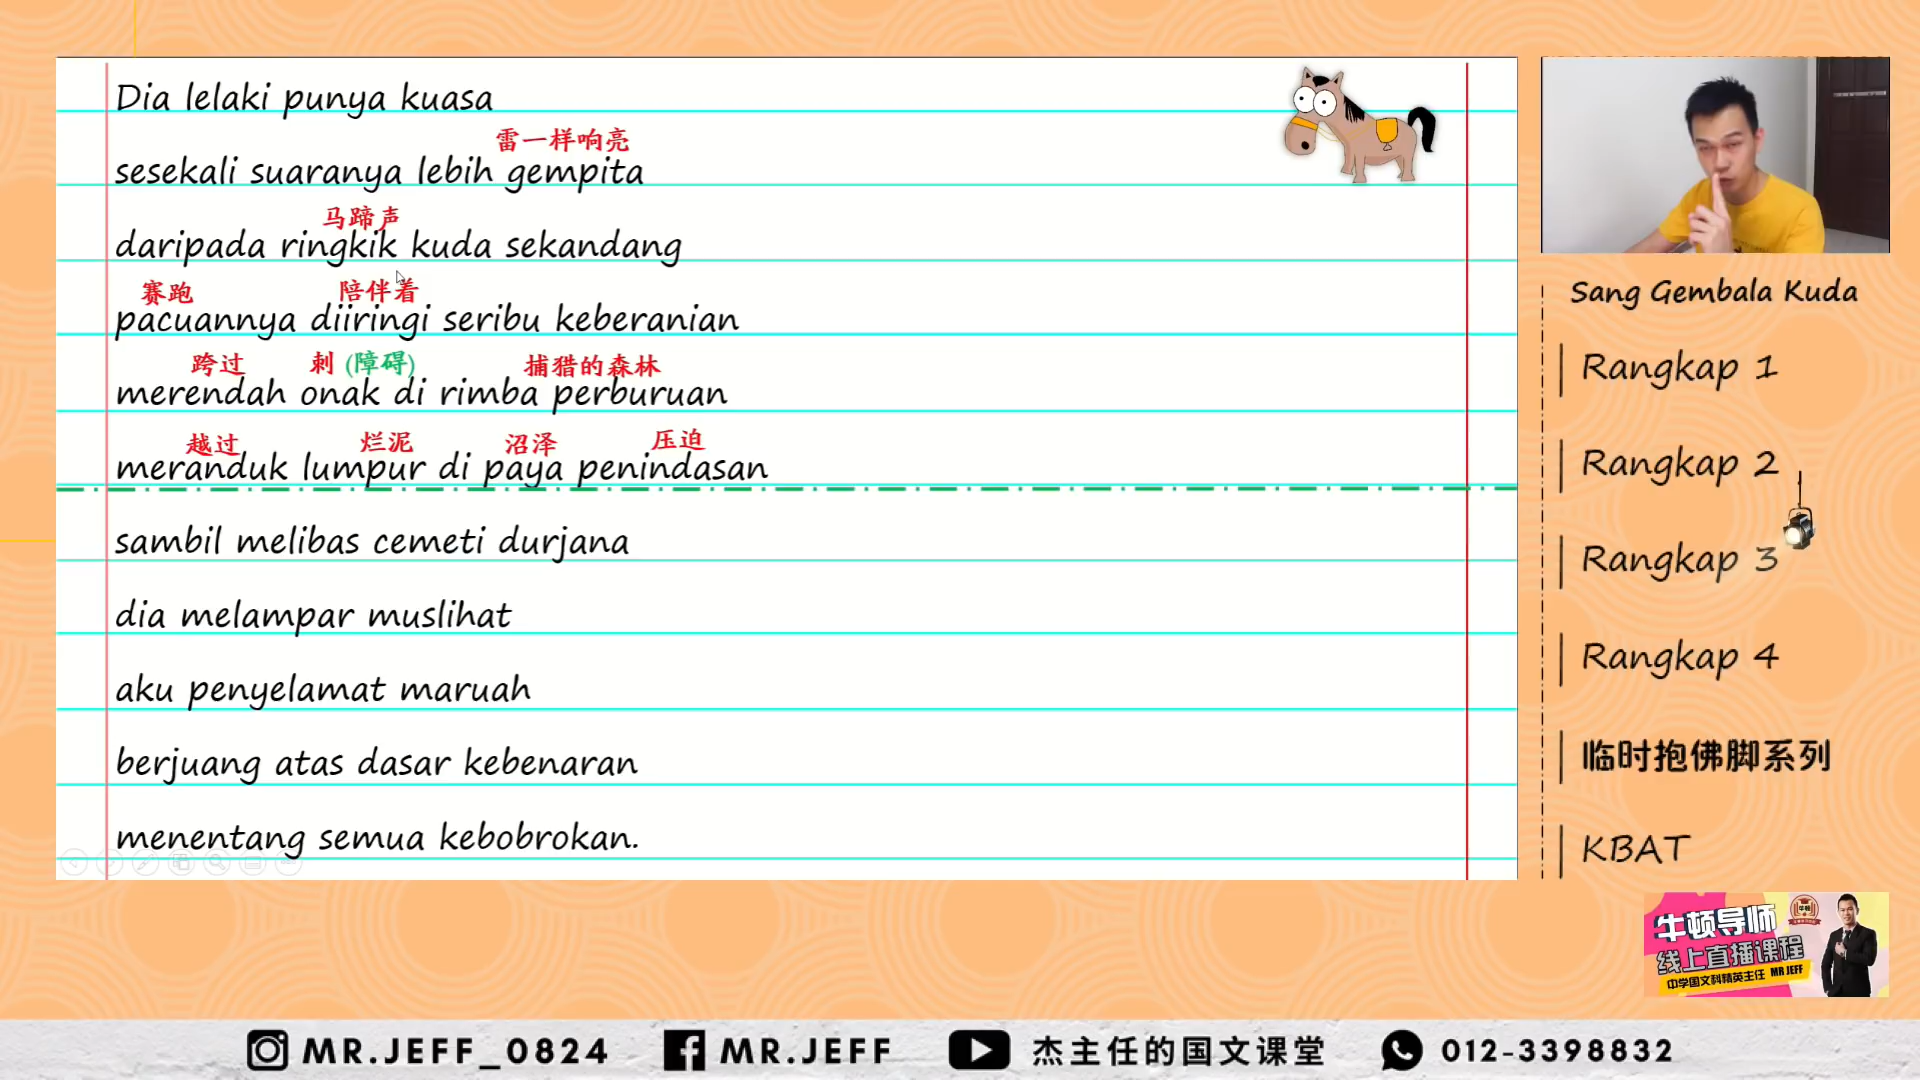 Dia lelaki punya kuasa
雷一样响亮
sesekali suaranya lebih gempita
马蹄声
daripada ringkik kuda sekandang
赛跑 陪伴着
pacuannya diiringi seribu keberanian
跨过 刺 (障碍) 捕猎的森林
merendah onak di rimba perburuan
越过 烂泥 沼泽 压迫
meranduk lumpur di paya penindasan
sambil melibas cemeti durjana
dia melampar muslihat
aku penyelamat maruah
berjuang atas dasar kebenaran
menentang semua kebobrokan.
Sang Gembala Kuda
Rangkap 1
Rangkap 2
Rangkap 3
Rangkap 4
临时抱佛脚系列
KBAT
牛顿导师
线上直播课程
中学国文科精英主任 MR JEFF
MR.JEFF_0824 MR.JEFF 杰主任的国文课堂 012-3398832